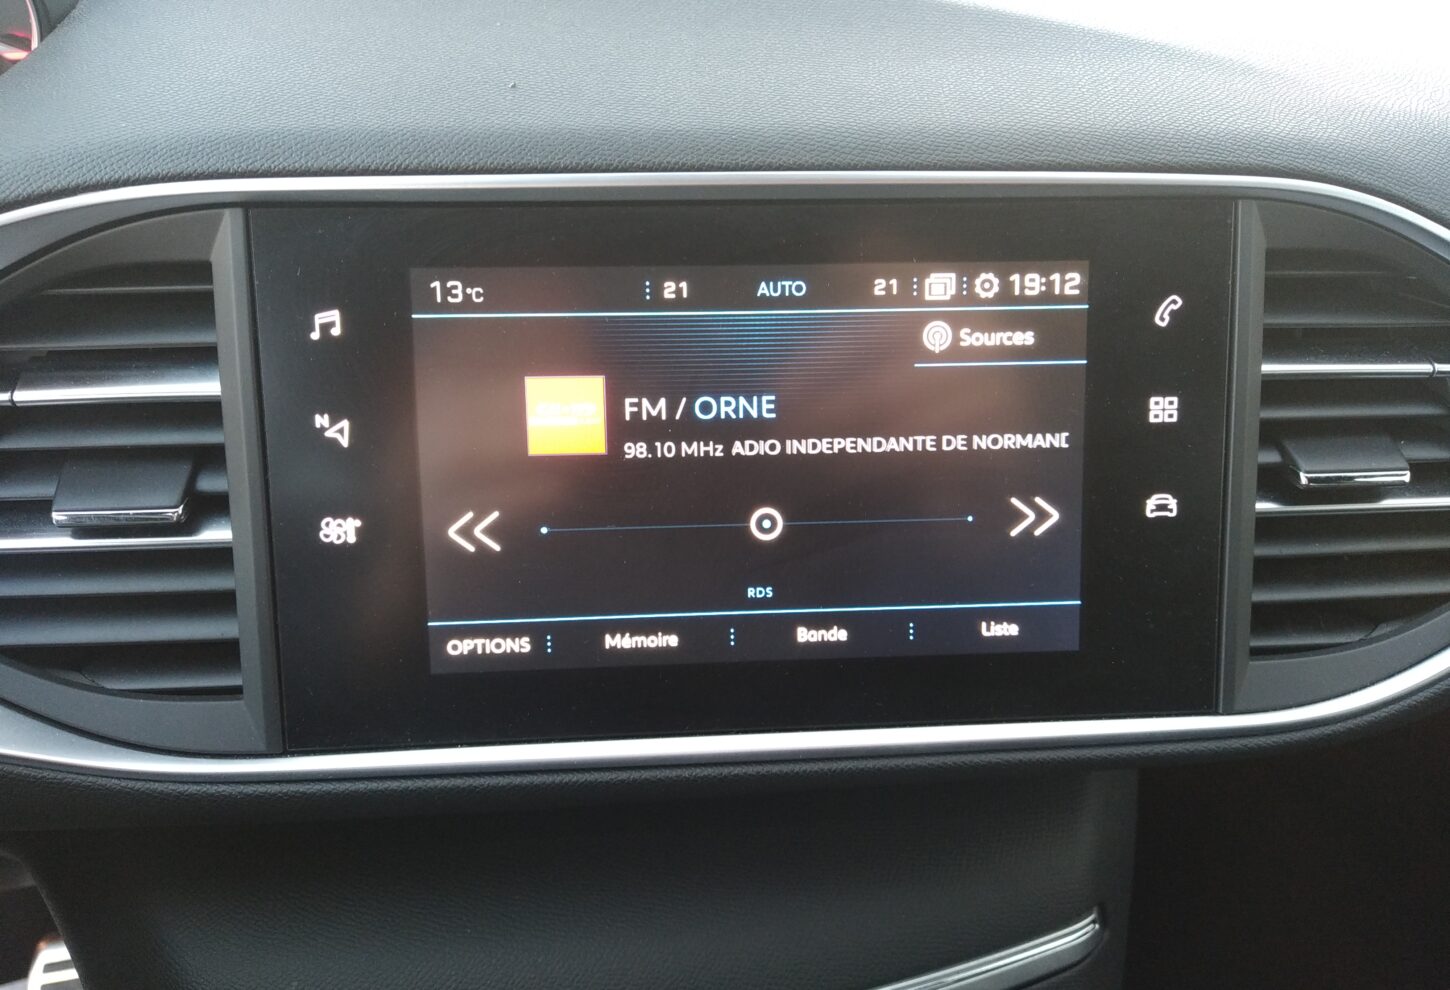 13°C 21 AUTO 21 19:12
Sources
FM / ORNE
98.10 MHz ADIO INDEPENDANTE DE NORMAND
N
RDS
OPTIONS Mémoire Bande Liste